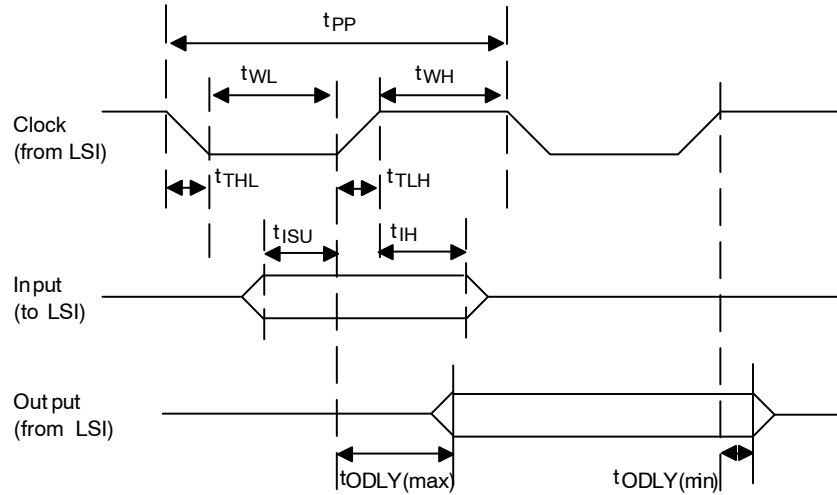 tPP
tWL
tWH
Clock
(from LSI)
tTHL
tTLH
tISU
tIH
Input
(to LSI)
Output
(from LSI)
tODLY(max)
tODLY(min)